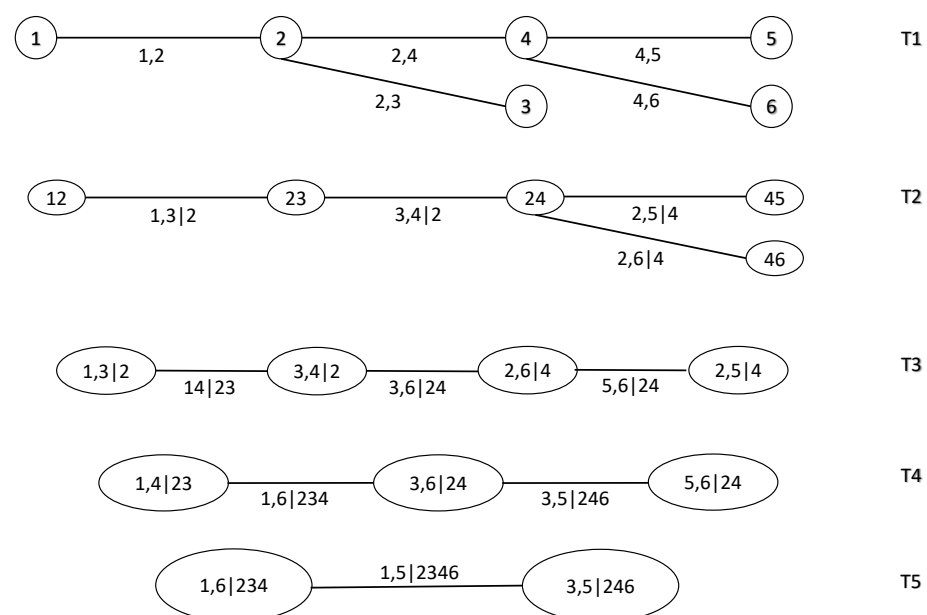 1 2 4 5 T1
1,2 2,4 4,5
2,3 3 4,6 6
12 23 24 45 T2
1,3|2 3,4|2 2,5|4
2,6|4 46
1,3|2 3,4|2 2,6|4 2,5|4 T3
14|23 3,6|24 5,6|24
1,4|23 3,6|24 5,6|24 T4
1,6|234 3,5|246
1,5|2346
1,6|234 3,5|246 T5